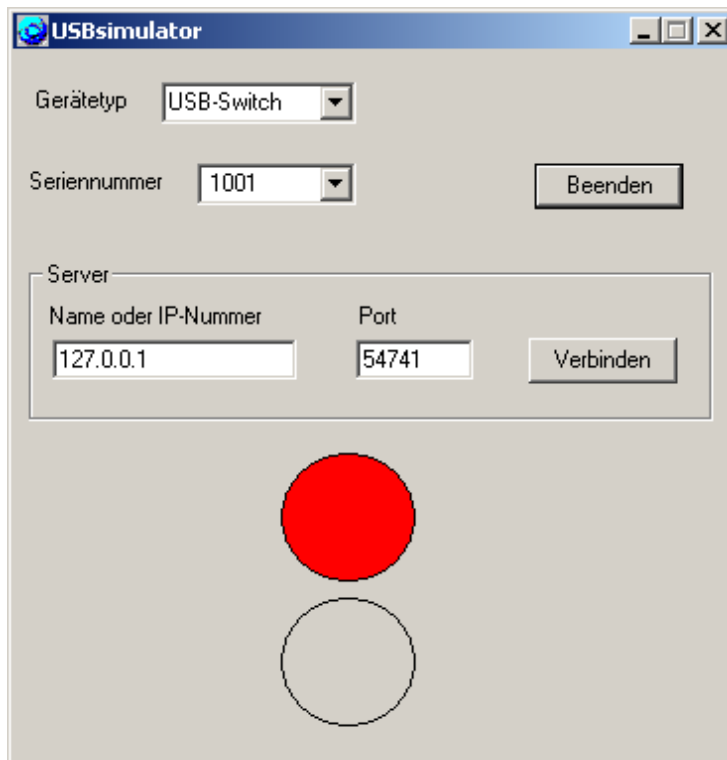 USBsimulator
Gerätetyp USB-Switch
Seriennummer 1001 Beenden
Server
Name oder IP-Nummer Port
127.0.0.1 54741 Verbinden